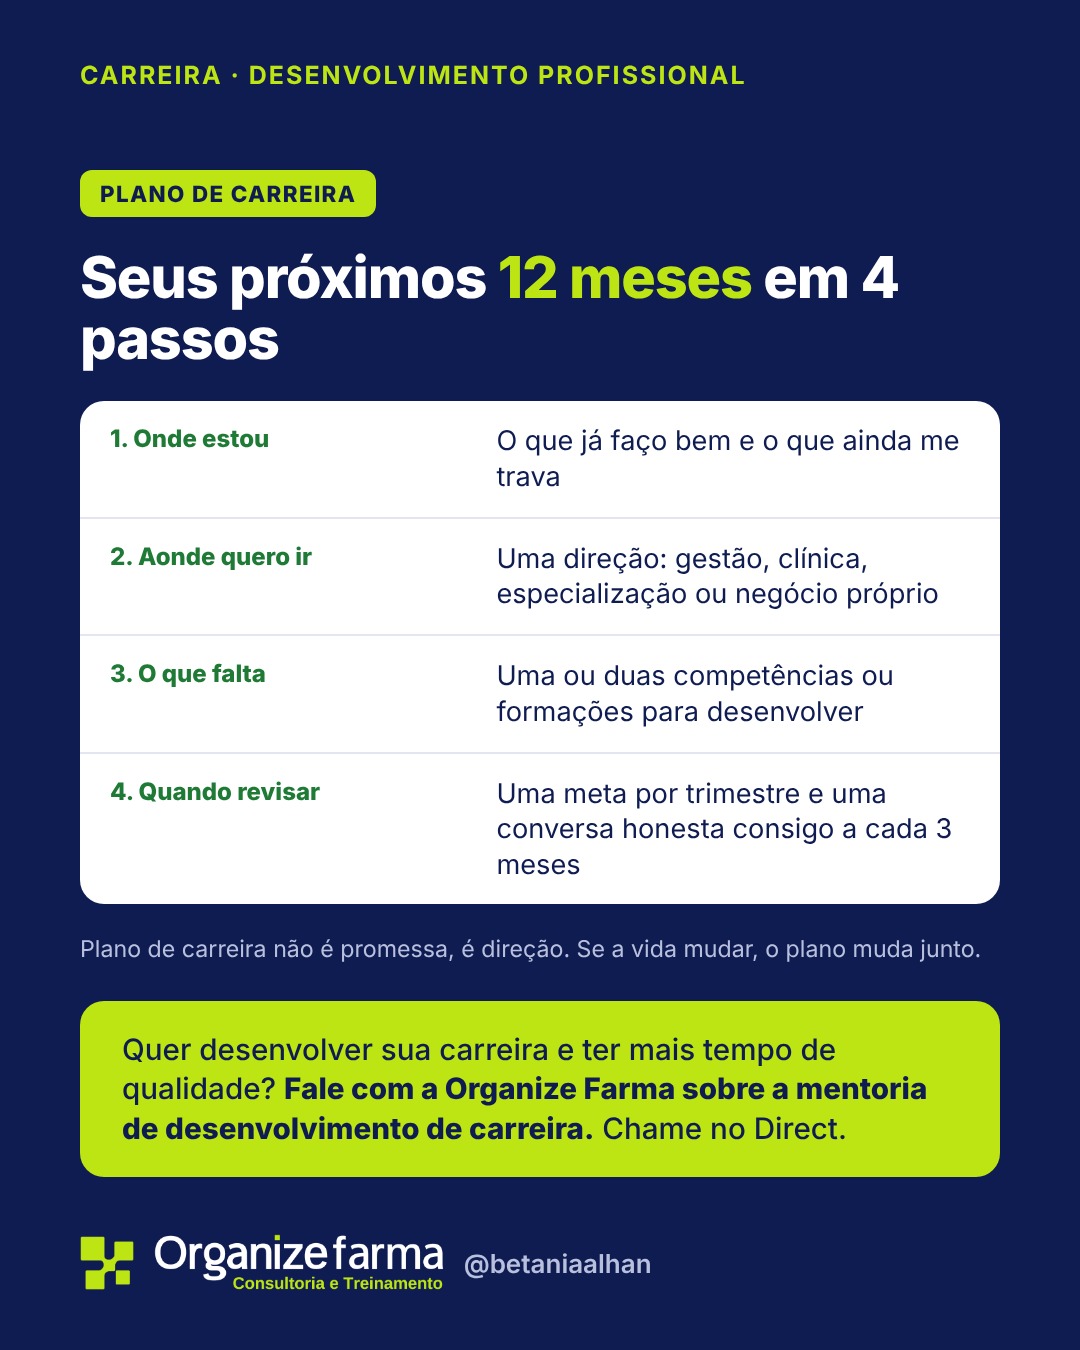 CARREIRA · DESENVOLVIMENTO PROFISSIONAL
PLANO DE CARREIRA
Seus próximos 12 meses em 4
passos
1. Onde estou
O que já faço bem e o que ainda me
trava
2. Aonde quero ir
Uma direção: gestão, clínica,
especialização ou negócio próprio
3. O que falta
Uma ou duas competências ou
formações para desenvolver
4. Quando revisar
Uma meta por trimestre e uma
conversa honesta consigo a cada 3
meses
Plano de carreira não é promessa, é direção. Se a vida mudar, o plano muda junto.
Quer desenvolver sua carreira e ter mais tempo de
qualidade? Fale com a Organize Farma sobre a mentoria
de desenvolvimento de carreira. Chame no Direct.
Organize farma
Consultoria e Treinamento
@betaniaalhan